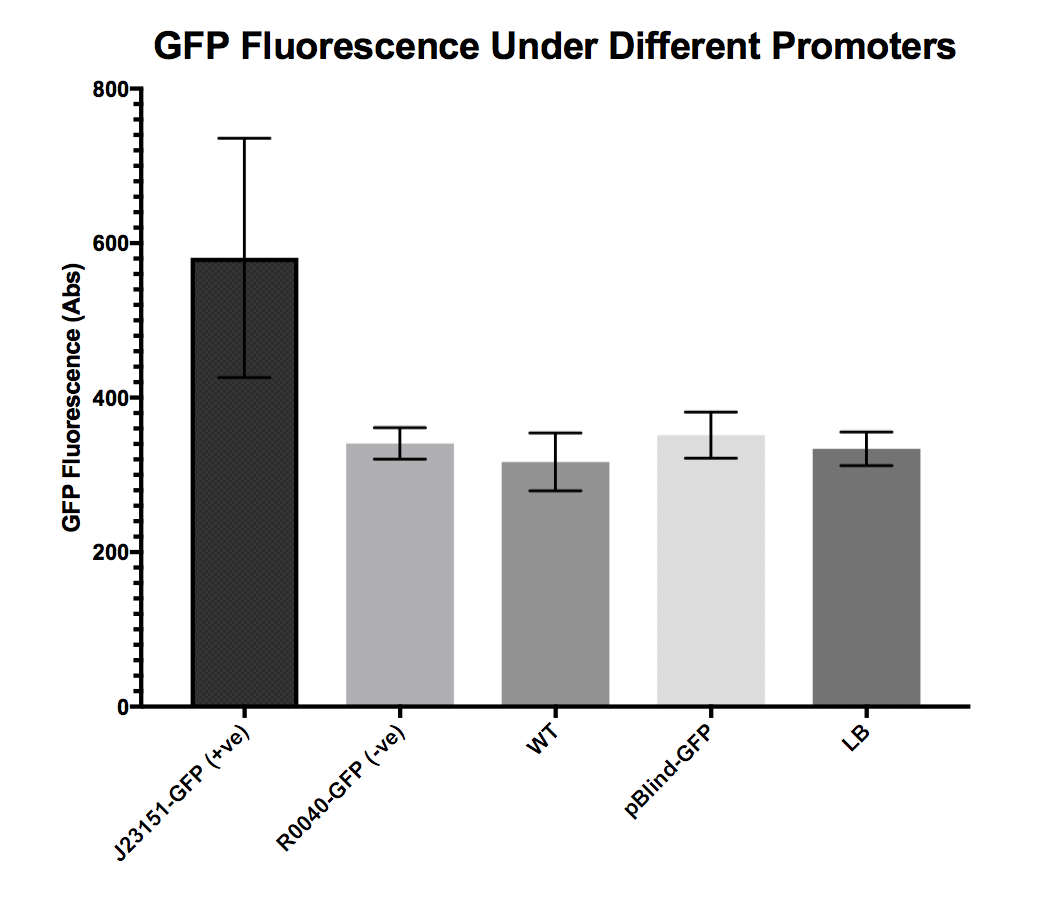 GFP Fluorescence Under Different Promoters
800
600
400
200
0
GFP Fluorescence (Abs)
J23151-GFP (+ve)
R0040-GFP (-ve)
WT
pBlind-GFP
LB